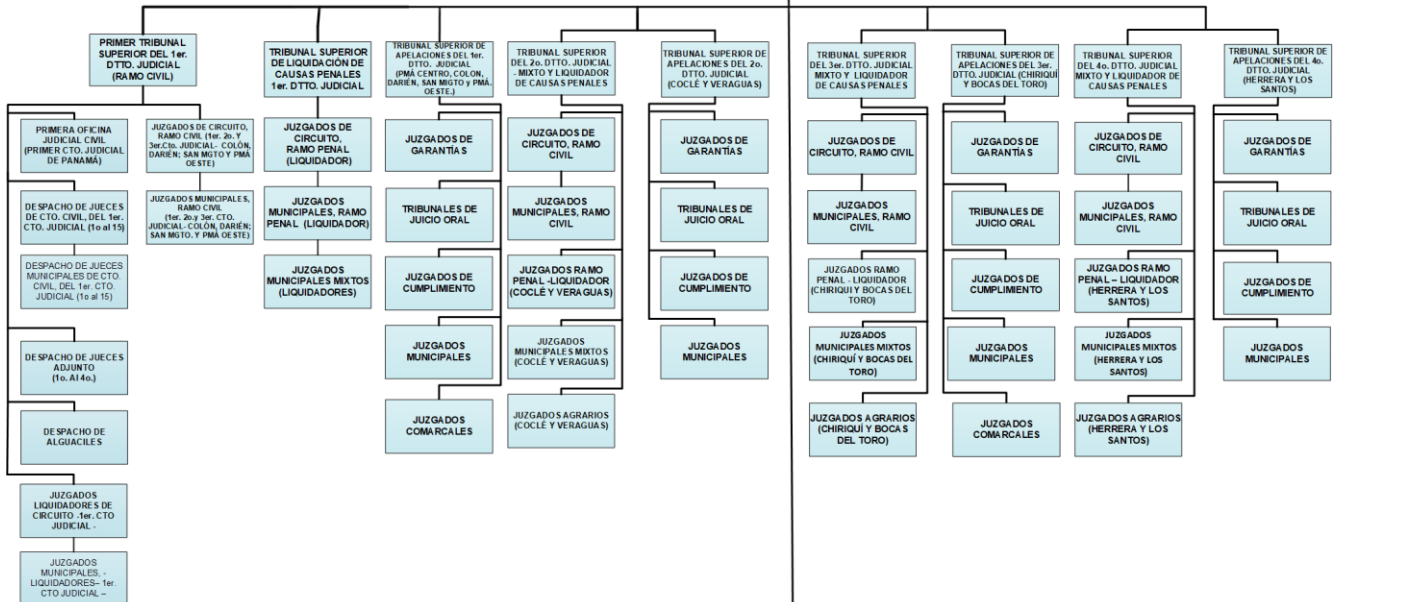 PRIMER TRIBUNAL
SUPERIOR DEL 1er.
DTTO. JUDICIAL
(RAMO CIVIL)
PRIMERA OFICINA
JUDICIAL CIVIL
(PRIMER CTO. JUDICIAL
DE PANAMÁ)
DESPACHO DE JUECES
DE CTO. CIVIL, DEL 1er.
CTO. JUDICIAL (1o al 15)
DESPACHO DE JUECES
MUNICIPALES DE CTO.
CIVIL, DEL 1er. CTO.
JUDICIAL (1o al 15)
DESPACHO DE JUECES
ADJUNTO
(1o. Al 4o.)
DESPACHO DE
ALGUACILES
JUZGADOS
LIQUIDADORES DE
CIRCUITO -1er. CTO
JUDICIAL -
JUZGADOS
MUNICIPALES, -
LIQUIDADORES– 1er.
CTO JUDICIAL –
JUZGADOS DE CIRCUITO,
RAMO CIVIL (1er. 2o. Y
3er.Cto. JUDICIAL- COLÓN,
DARIÉN; SAN MGTO Y PMÁ
OESTE)
JUZGADOS MUNICIPALES,
RAMO CIVIL
(1er. 2o.y 3er. CTO.
JUDICIAL- COLÓN, DARIÉN;
SAN MGTO. Y PMÁ OESTE)
TRIBUNAL SUPERIOR
DE LIQUIDACIÓN DE
CAUSAS PENALES
1er. DTTO. JUDICIAL
JUZGADOS DE
CIRCUITO,
RAMO PENAL
(LIQUIDADOR)
JUZGADOS
MUNICIPALES, RAMO
PENAL (LIQUIDADOR)
JUZGADOS
MUNICIPALES MIXTOS
(LIQUIDADORES)
TRIBUNAL SUPERIOR DE
APELACIONES DEL 1er.
DTTO. JUDICIAL
(PMÁ CENTRO, COLON,
DARIÉN, SAN MIGTO y PMÁ.
OESTE.)
JUZGADOS DE
GARANTÍAS
TRIBUNALES DE
JUICIO ORAL
JUZGADOS DE
CUMPLIMIENTO
JUZGADOS
MUNICIPALES
JUZGADOS
COMARCALES
TRIBUNAL SUPERIOR
DEL 2o. DTTO. JUDICIAL
- MIXTO Y LIQUIDADOR
DE CAUSAS PENALES
JUZGADOS DE
CIRCUITO, RAMO
CIVIL
JUZGADOS
MUNICIPALES, RAMO
CIVIL
JUZGADOS RAMO
PENAL -LIQUIDADOR
(COCLÉ Y VERAGUAS)
JUZGADOS
MUNICIPALES MIXTOS
(COCLÉ Y VERAGUAS)
JUZGADOS AGRARIOS
(COCLÉ Y VERAGUAS)
TRIBUNAL SUPERIOR DE
APELACIONES DEL 2o.
DTTO. JUDICIAL
(COCLÉ Y VERAGUAS)
JUZGADOS DE
GARANTÍAS
TRIBUNALES DE
JUICIO ORAL
JUZGADOS DE
CUMPLIMIENTO
JUZGADOS
MUNICIPALES
TRIBUNAL SUPERIOR
DEL 3er. DTTO. JUDICIAL
MIXTO Y LIQUIDADOR
DE CAUSAS PENALES
JUZGADOS DE
CIRCUITO, RAMO CIVIL
JUZGADOS
MUNICIPALES, RAMO
CIVIL
JUZGADOS RAMO
PENAL - LIQUIDADOR
(CHIRIQUI Y BOCAS DEL
TORO)
JUZGADOS
MUNICIPALES MIXTOS
(CHIRIQUÍ Y BOCAS DEL
TORO)
JUZGADOS AGRARIOS
(CHIRIQUÍ Y BOCAS
DEL TORO)
TRIBUNAL SUPERIOR DE
APELACIONES DEL 3er.
DTTO. JUDICIAL (CHIRIQUÍ
Y BOCAS DEL TORO)
JUZGADOS DE
GARANTÍAS
TRIBUNALES DE
JUICIO ORAL
JUZGADOS DE
CUMPLIMIENTO
JUZGADOS
MUNICIPALES
JUZGADOS
COMARCALES
TRIBUNAL SUPERIOR
DEL 4o. DTTO. JUDICIAL
MIXTO Y LIQUIDADOR DE
CAUSAS PENALES
JUZGADOS DE
CIRCUITO, RAMO
CIVIL
JUZGADOS
MUNICIPALES, RAMO
CIVIL
JUZGADOS RAMO
PENAL – LIQUIDADOR
(HERRERA Y LOS
SANTOS)
JUZGADOS
MUNICIPALES MIXTOS
(HERRERA Y LOS
SANTOS)
JUZGADOS AGRARIOS
(HERRERA Y LOS
SANTOS)
TRIBUNAL SUPERIOR DE
APELACIONES DEL 4o.
DTTO. JUDICIAL
(HERRERA Y LOS
SANTOS)
JUZGADOS DE
GARANTÍAS
TRIBUNALES DE
JUICIO ORAL
JUZGADOS DE
CUMPLIMIENTO
JUZGADOS
MUNICIPALES